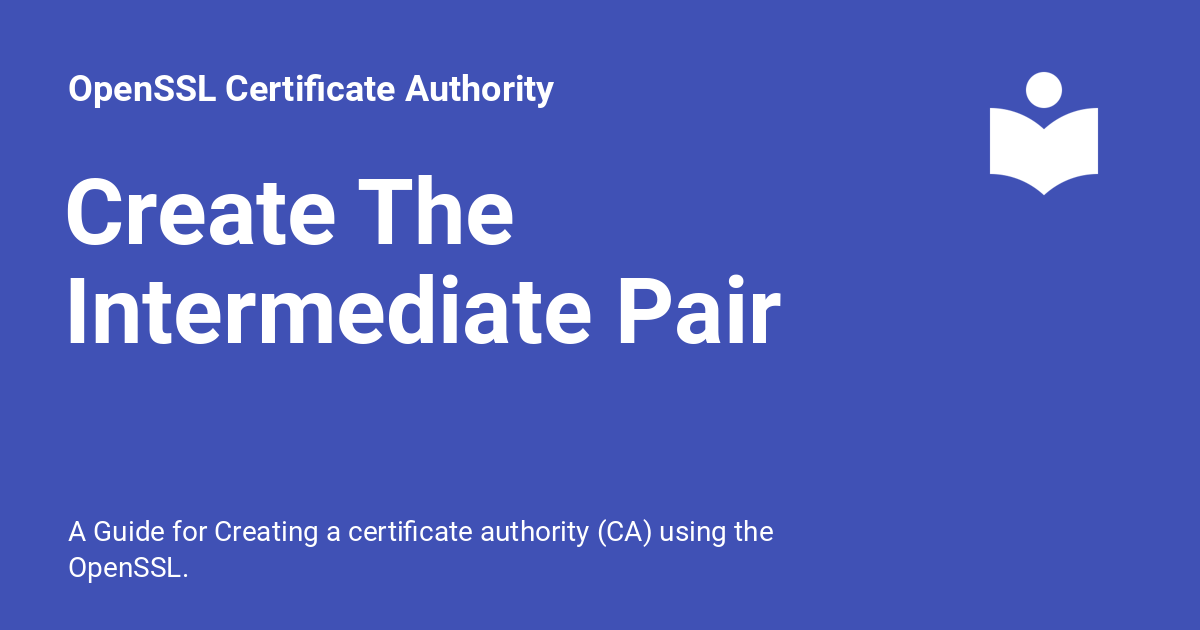 OpenSSL Certificate Authority
Create The
Intermediate Pair
A Guide for Creating a certificate authority (CA) using the
OpenSSL.